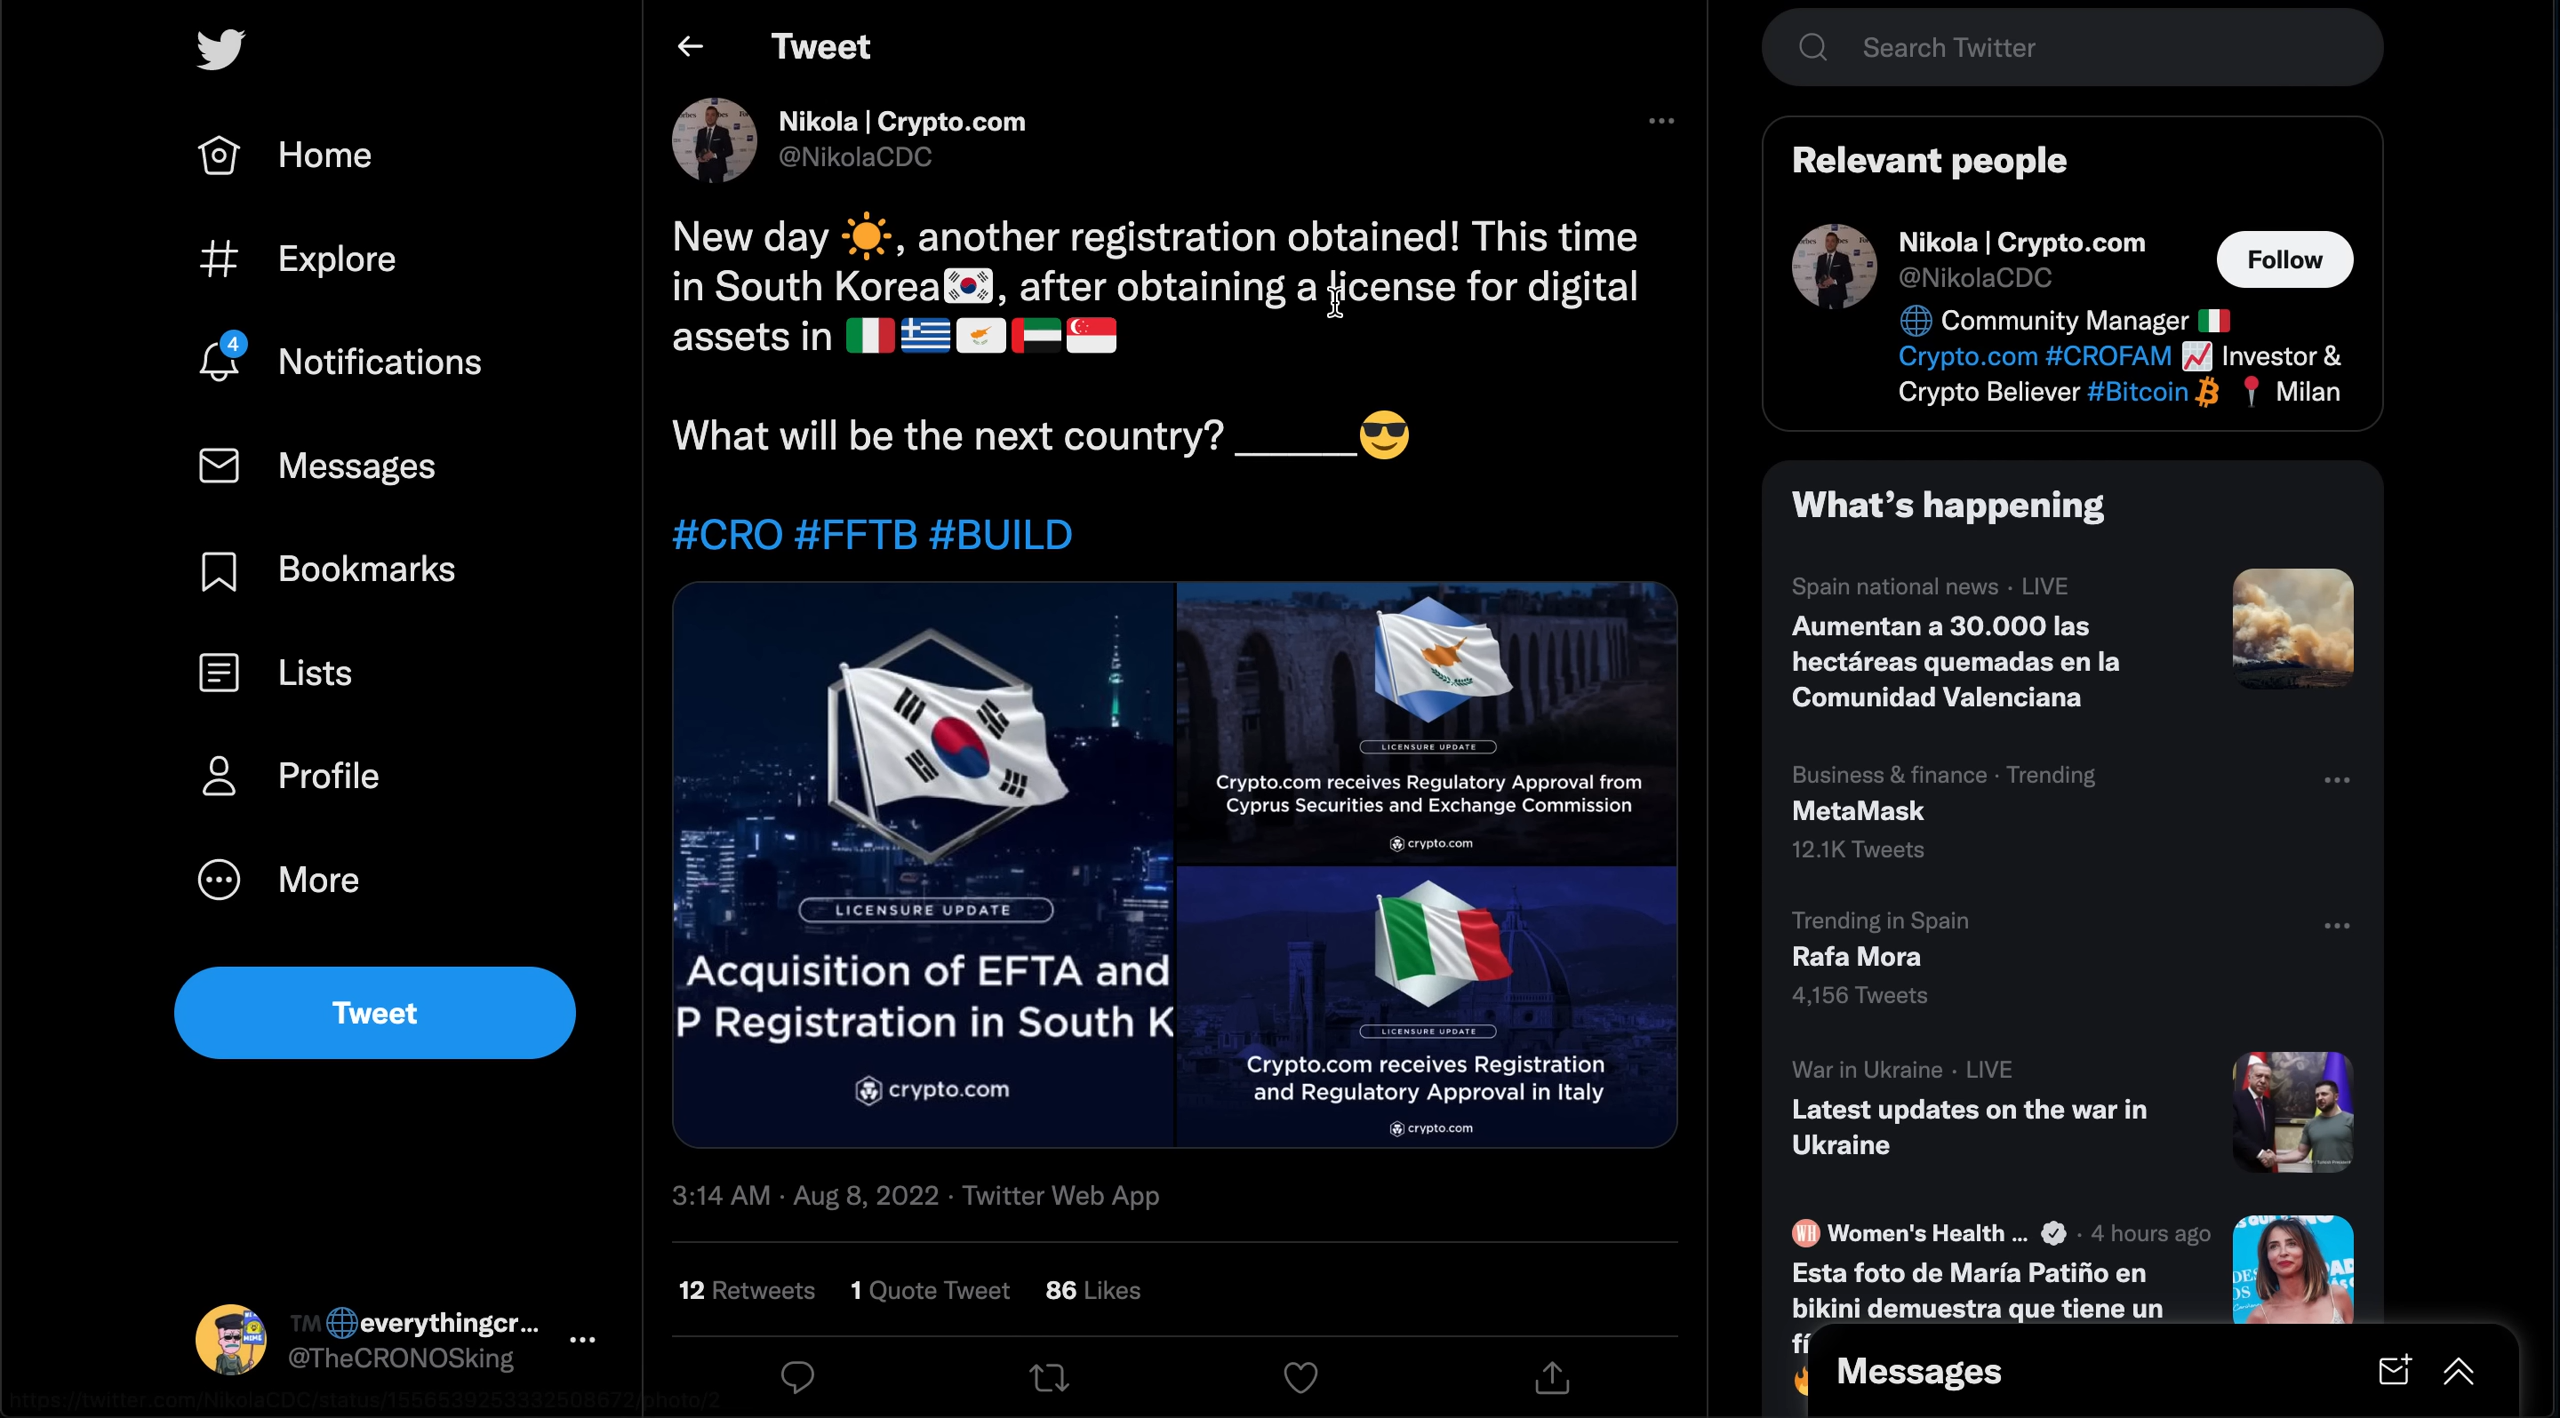 Home
Explore
4
Notifications
Messages
Bookmarks
Lists
Profile
More
Tweet
TM🌐everythingcr...
@TheCRONOSking
https://twitter.com/NikolaCDC/status/1556539253332508672/photo/2
Tweet
Nikola | Crypto.com
@NikolaCDC
New day ☀️, another registration obtained! This time
in South Korea🇰🇷, after obtaining a license for digital
assets in 🇮🇹🇬🇷🇨🇾🇦🇪🇸🇬
What will be the next country? ______😎
#CRO #FFTB #BUILD
LICENSURE UPDATE
Acquisition of EFTA and
P Registration in South K
crypto.com
LICENSURE UPDATE
Crypto.com receives Regulatory Approval from
Cyprus Securities and Exchange Commission
crypto.com
LICENSURE UPDATE
Crypto.com receives Registration
and Regulatory Approval in Italy
crypto.com
3:14 AM · Aug 8, 2022 · Twitter Web App
12 Retweets 1 Quote Tweet 86 Likes
Search Twitter
Relevant people
Nikola | Crypto.com
@NikolaCDC
Follow
🌐 Community Manager 🇮🇹
Crypto.com #CROFAM 📈 Investor &
Crypto Believer #Bitcoin 📍 Milan
What's happening
Spain national news · LIVE
Aumentan a 30.000 las
hectáreas quemadas en la
Comunidad Valenciana
Business & finance · Trending
MetaMask
12.1K Tweets
Trending in Spain
Rafa Mora
4,156 Tweets
War in Ukraine · LIVE
Latest updates on the war in
Ukraine
WH Women's Health ... · 4 hours ago
Esta foto de María Patiño en
bikini demuestra que tiene un
Messages